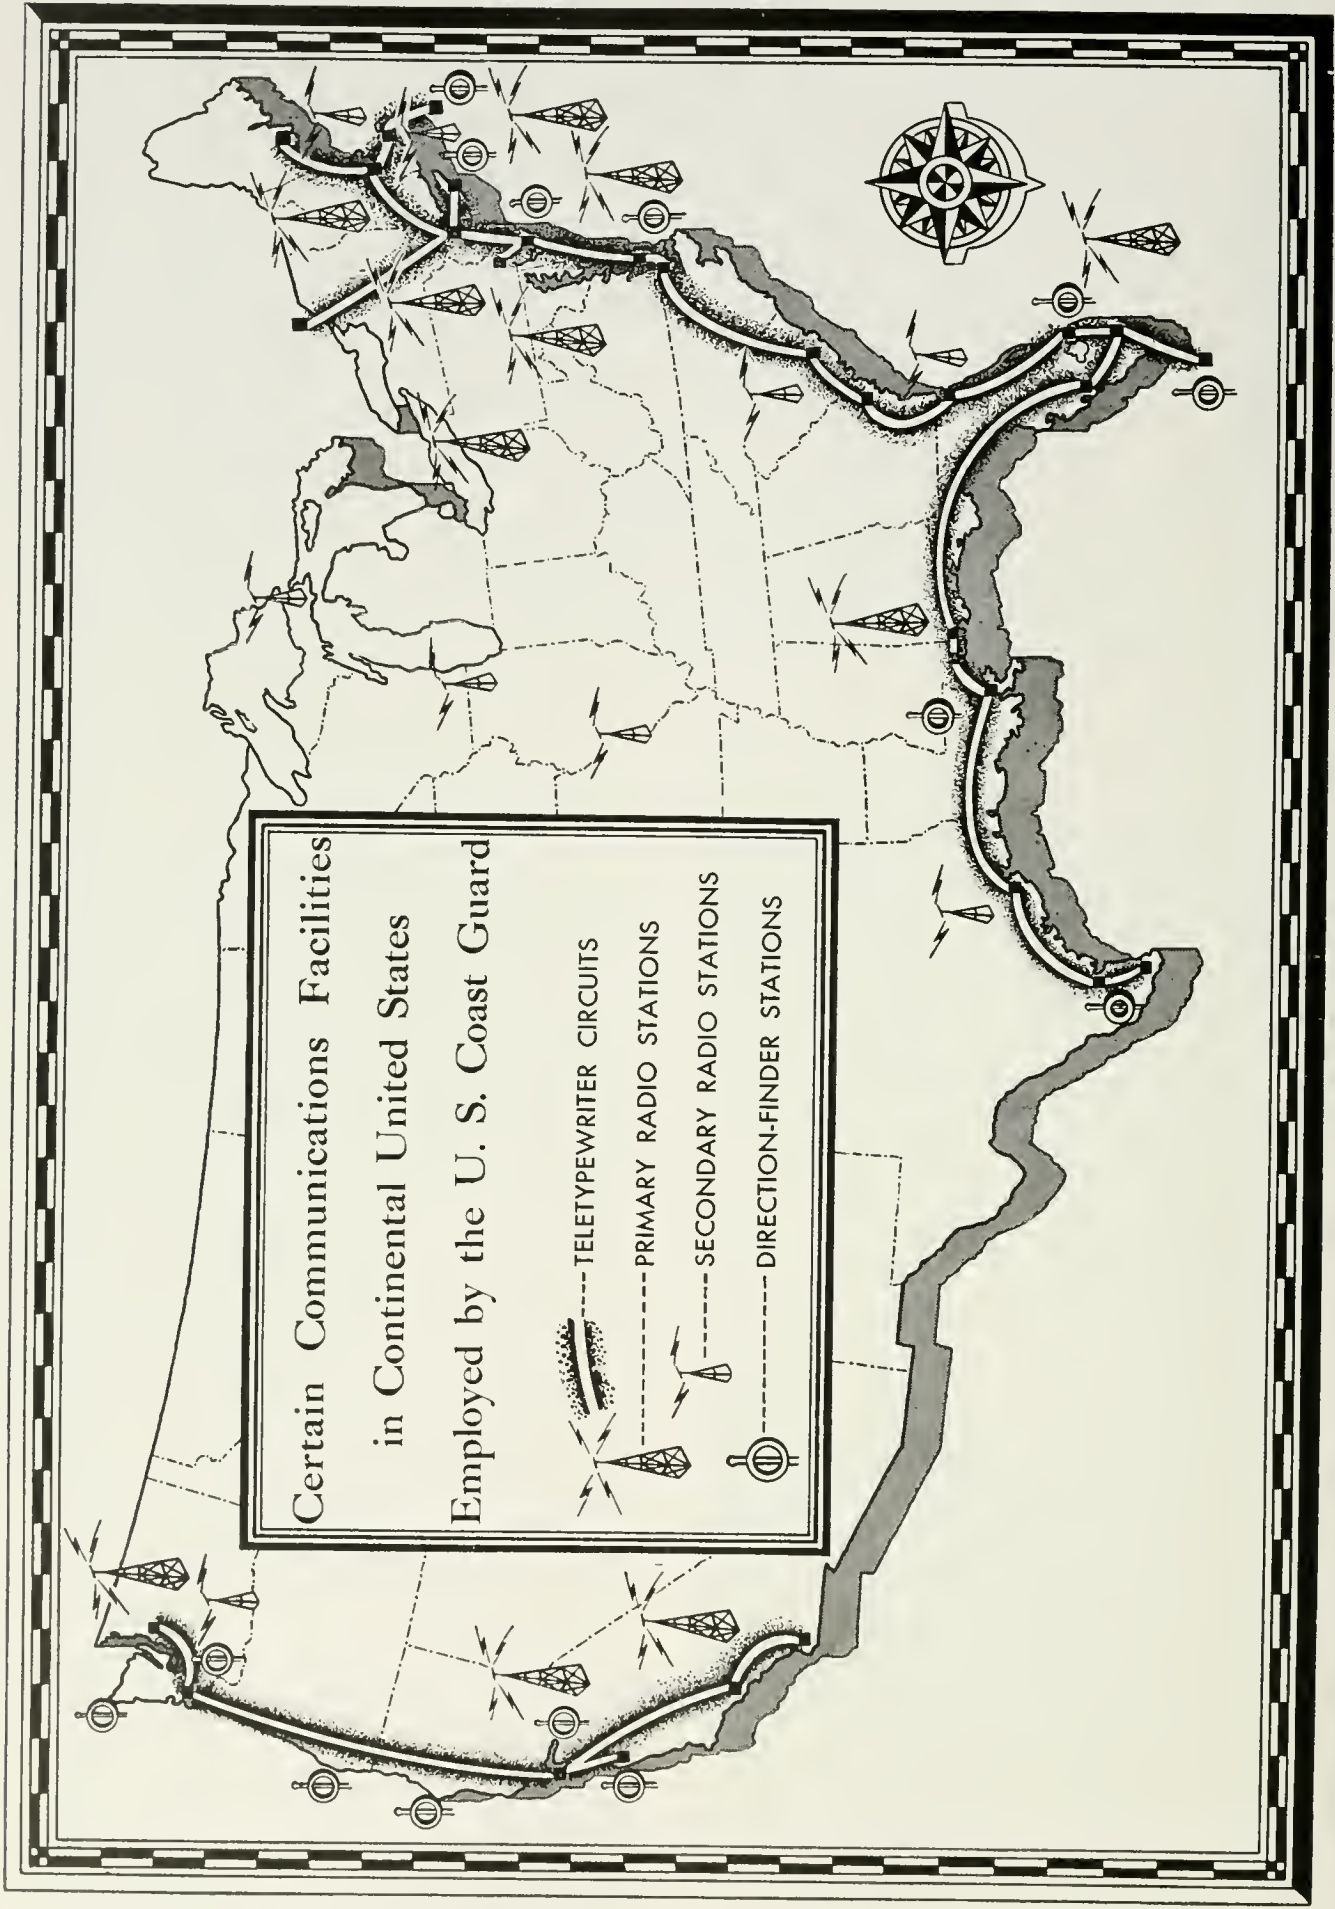 Certain Communications Facilities
in Continental United States
Employed by the U. S. Coast Guard
TELETYPEWRITER CIRCUITS
PRIMARY RADIO STATIONS
SECONDARY RADIO STATIONS
DIRECTION-FINDER STATIONS